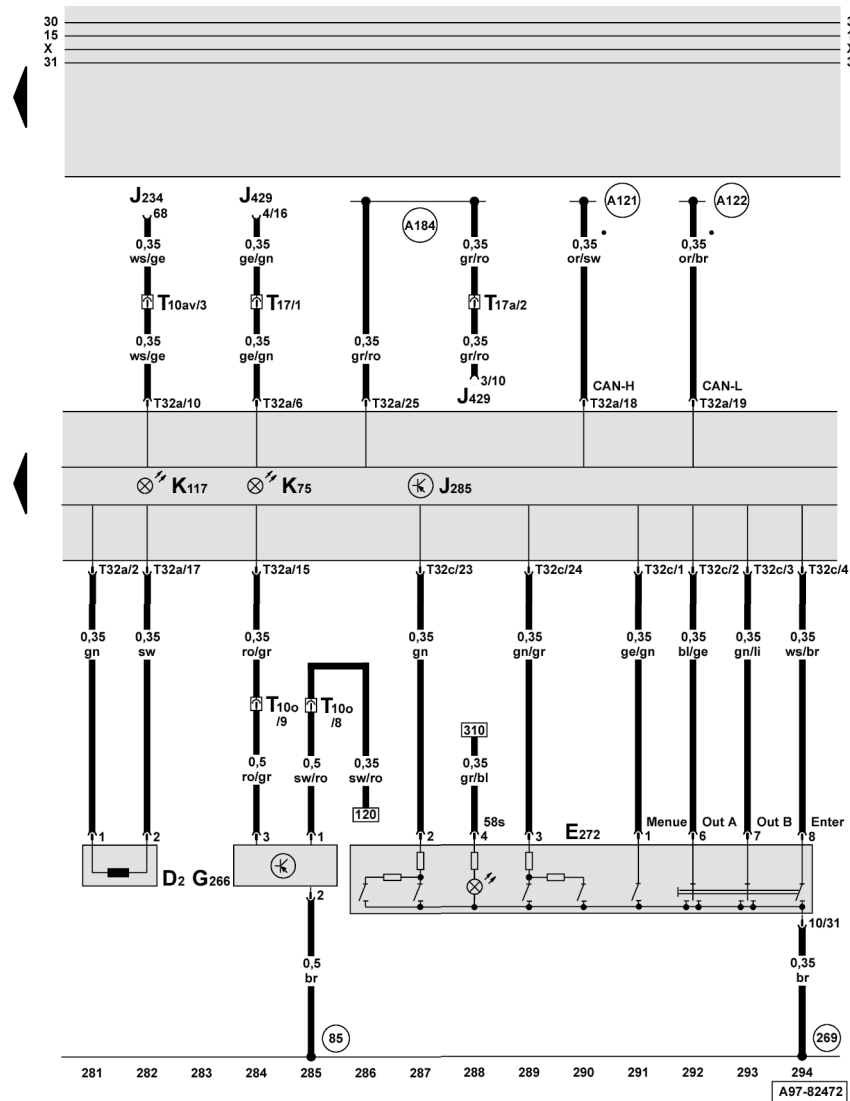 30
15
X
31
J234 J429 A184 A121 A122
68 4/16
0,35 0,35 0,35 0,35 0,35
ws/ge ge/gn gr/ro or/sw or/br
T10av/3 T17/1 T17a/2
0,35 0,35 0,35 0,35
ws/ge ge/gn gr/ro gr/ro
3/10
J429
CAN-H CAN-L
T32a/10 T32a/6 T32a/25 T32a/18 T32a/19
K117 K75 J285
T32a/2 T32a/17 T32a/15 T32c/23 T32c/24 T32c/1 T32c/2 T32c/3 T32c/4
0,35 0,35 0,35 0,35 0,35 0,35 0,35 0,35 0,35
gn sw ro/gr gn gn/gr ge/gn bl/ge gn/li ws/br
T10o/9 T10o/8
310
0,5 0,5 0,35 0,35
ro/gr sw/ro sw/ro gr/bl
120
58s E272 Menue Out A Out B Enter
1 2 3 1 2 4 3 1 6 7 8
D2 G266
2 10/31
0,5 0,35
br br
85 269
281 282 283 284 285 286 287 288 289 290 291 292 293 294
A97-82472